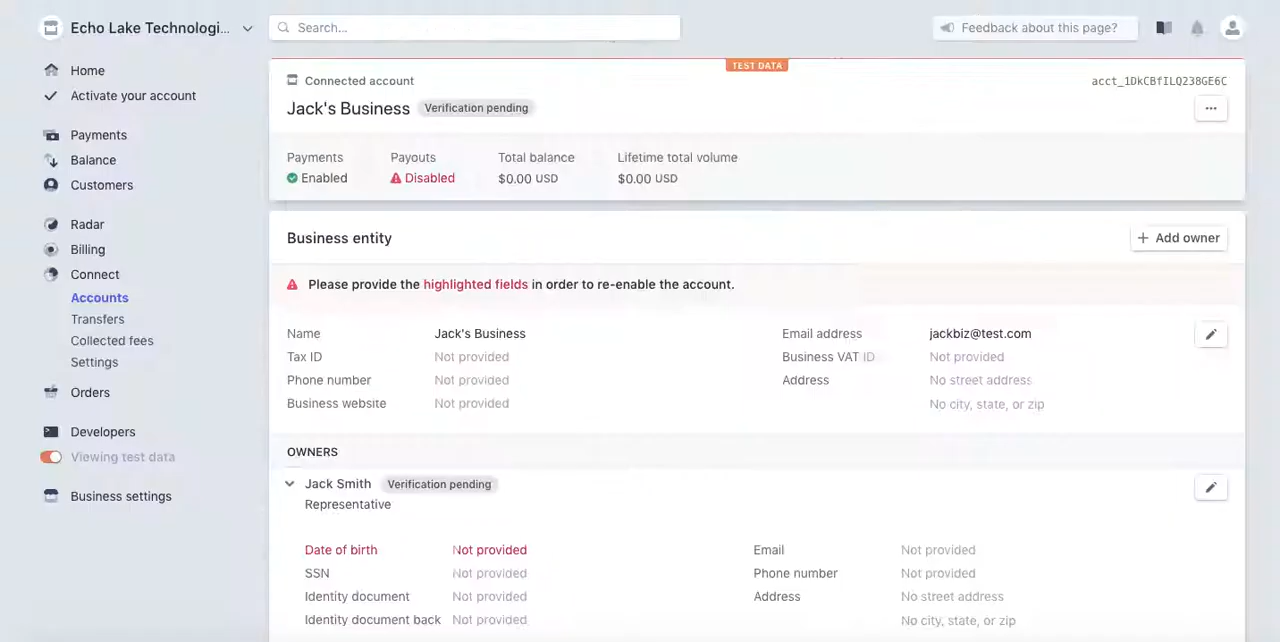 Echo Lake Technologi...
Search...
Feedback about this page?
Home
Activate your account
Payments
Balance
Customers
Radar
Billing
Connect
Accounts
Transfers
Collected fees
Settings
Orders
Developers
Viewing test data
Business settings
TEST DATA
Connected account
acct_1DkCBfILQ238GE6C
Jack's Business Verification pending
Payments Payouts Total balance Lifetime total volume
Enabled Disabled $0.00 USD $0.00 USD
Business entity
+ Add owner
Please provide the highlighted fields in order to re-enable the account.
Name Jack's Business Email address jackbiz@test.com
Tax ID Not provided Business VAT ID Not provided
Phone number Not provided Address No street address
Business website Not provided No city, state, or zip
OWNERS
Jack Smith Verification pending
Representative
Date of birth Not provided Email Not provided
SSN Not provided Phone number Not provided
Identity document Not provided Address No street address
Identity document back Not provided No city, state, or zip